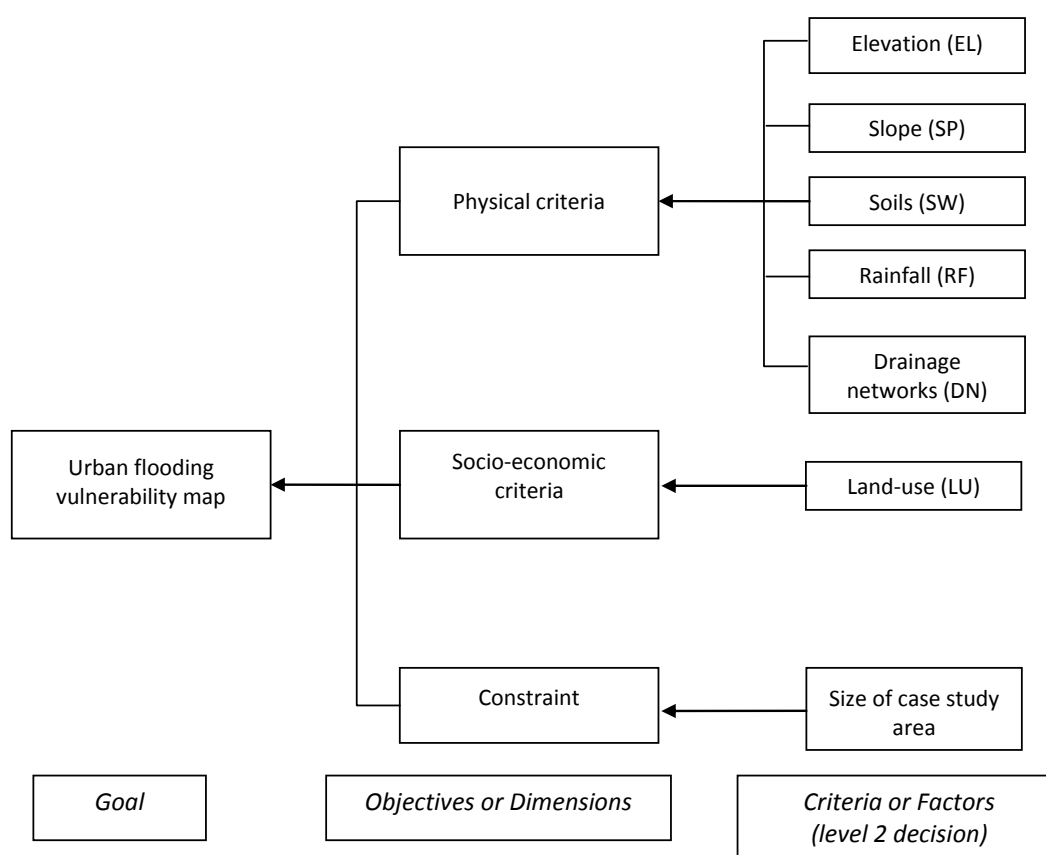 Elevation (EL)
Slope (SP)
Physical criteria
Soils (SW)
Rainfall (RF)
Drainage
networks (DN)
Urban flooding
vulnerability map
Socio-economic
criteria
Land-use (LU)
Constraint
Size of case study
area
Goal
Objectives or Dimensions
Criteria or Factors
(level 2 decision)